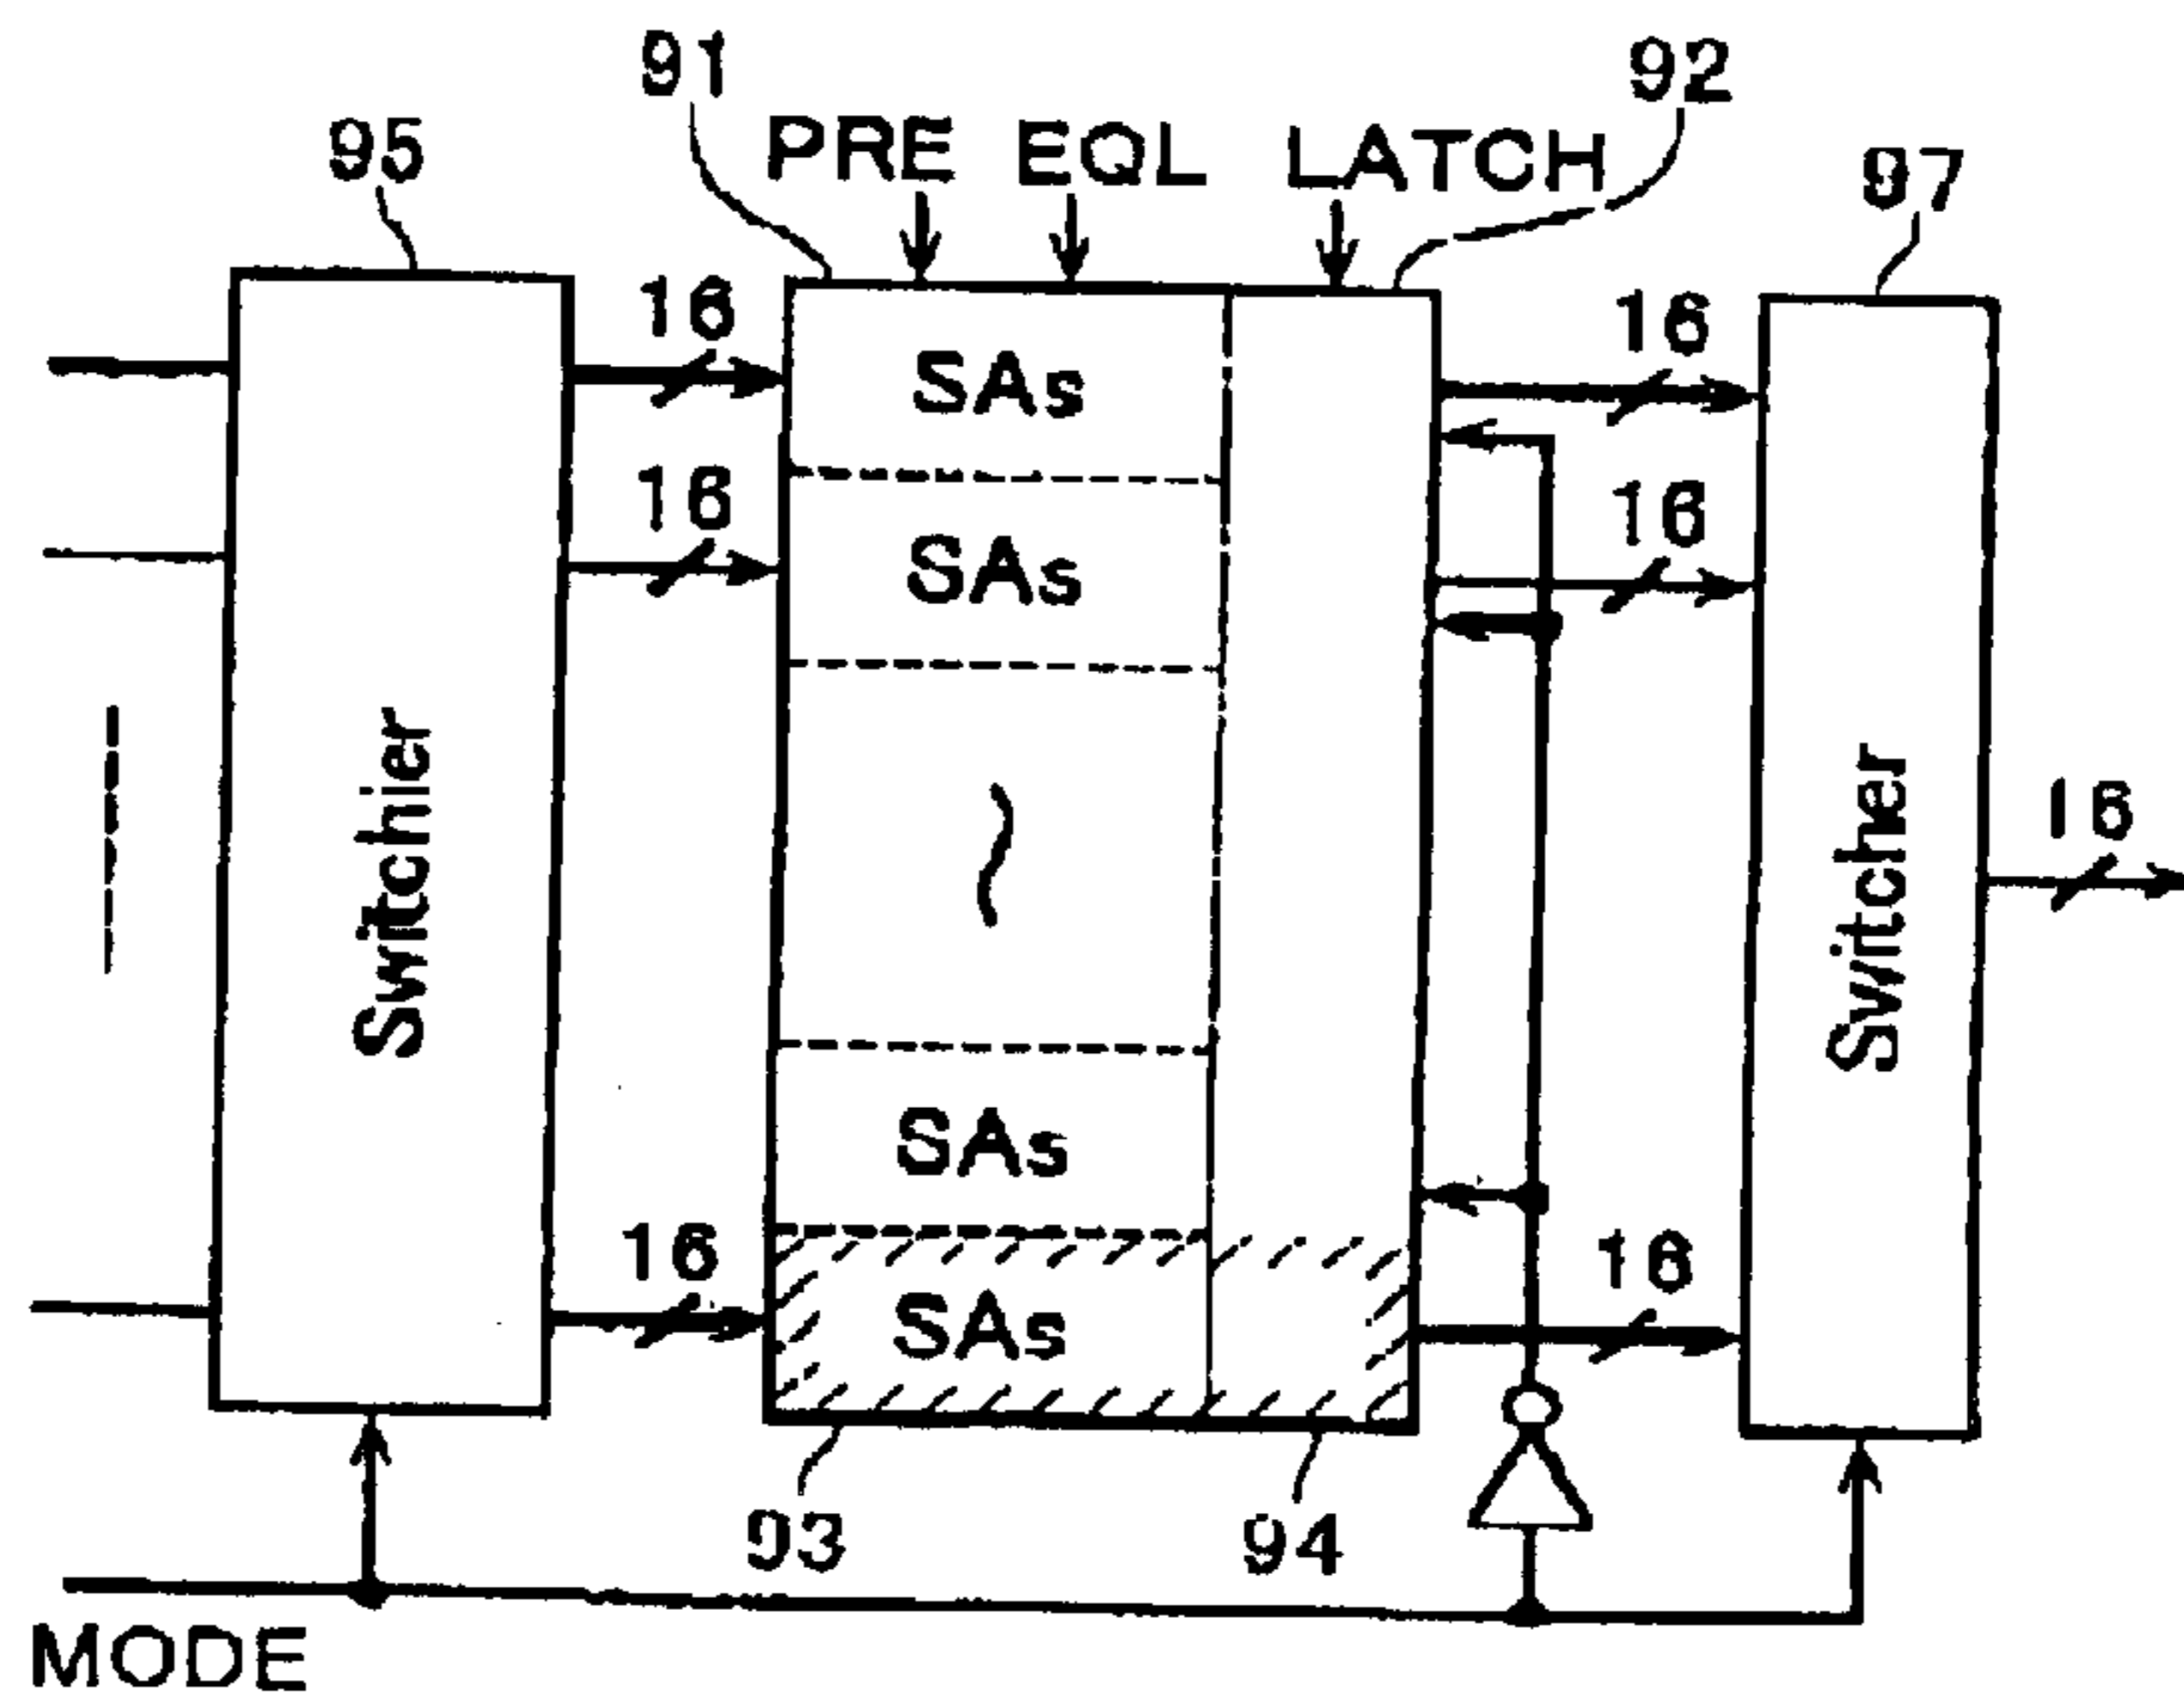 91
92
95
PRE EQL LATCH
97
16
16
SAs
16
16
SAs
Switchier
Switcher
16
SAs
16
16
SAs
93
94
MODE